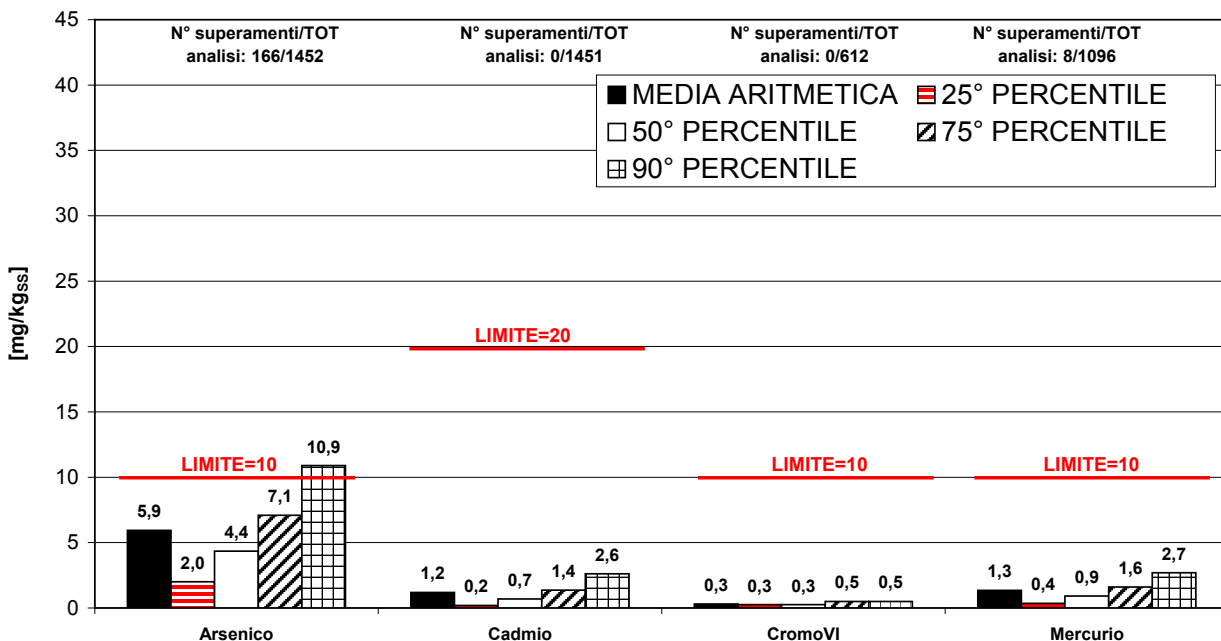 45
40
35
30
25
20
15
10
5
0
[mg/kgSS]
N° superamenti/TOT
analisi: 166/1452
N° superamenti/TOT
analisi: 0/1451
N° superamenti/TOT
analisi: 0/612
N° superamenti/TOT
analisi: 8/1096
MEDIA ARITMETICA 25° PERCENTILE
50° PERCENTILE 75° PERCENTILE
90° PERCENTILE
LIMITE=20
LIMITE=10
LIMITE=10
LIMITE=10
5,9 2,0 4,4 7,1 10,9
1,2 0,2 0,7 1,4 2,6
0,3 0,3 0,3 0,5 0,5
1,3 0,4 0,9 1,6 2,7
Arsenico Cadmio CromoVI Mercurio